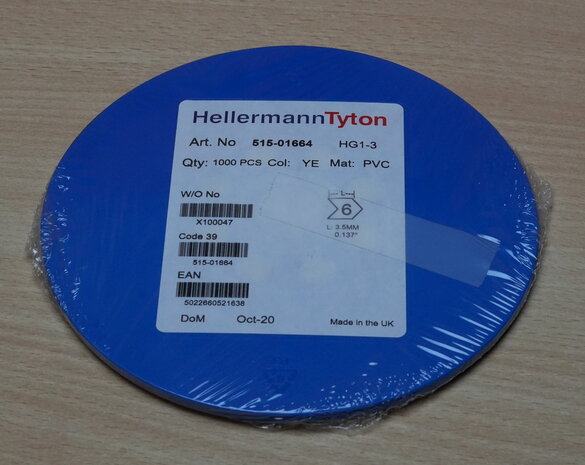 HellermannTyton
Art. No 515-01664 HG1-3
Qty: 1000 PCS Col: YE Mat: PVC
W/O No
X100047
Code 39
515-01664
EAN
5022660521638
L
6
L: 3.5MM
0.137"
DoM Oct-20 Made in the UK